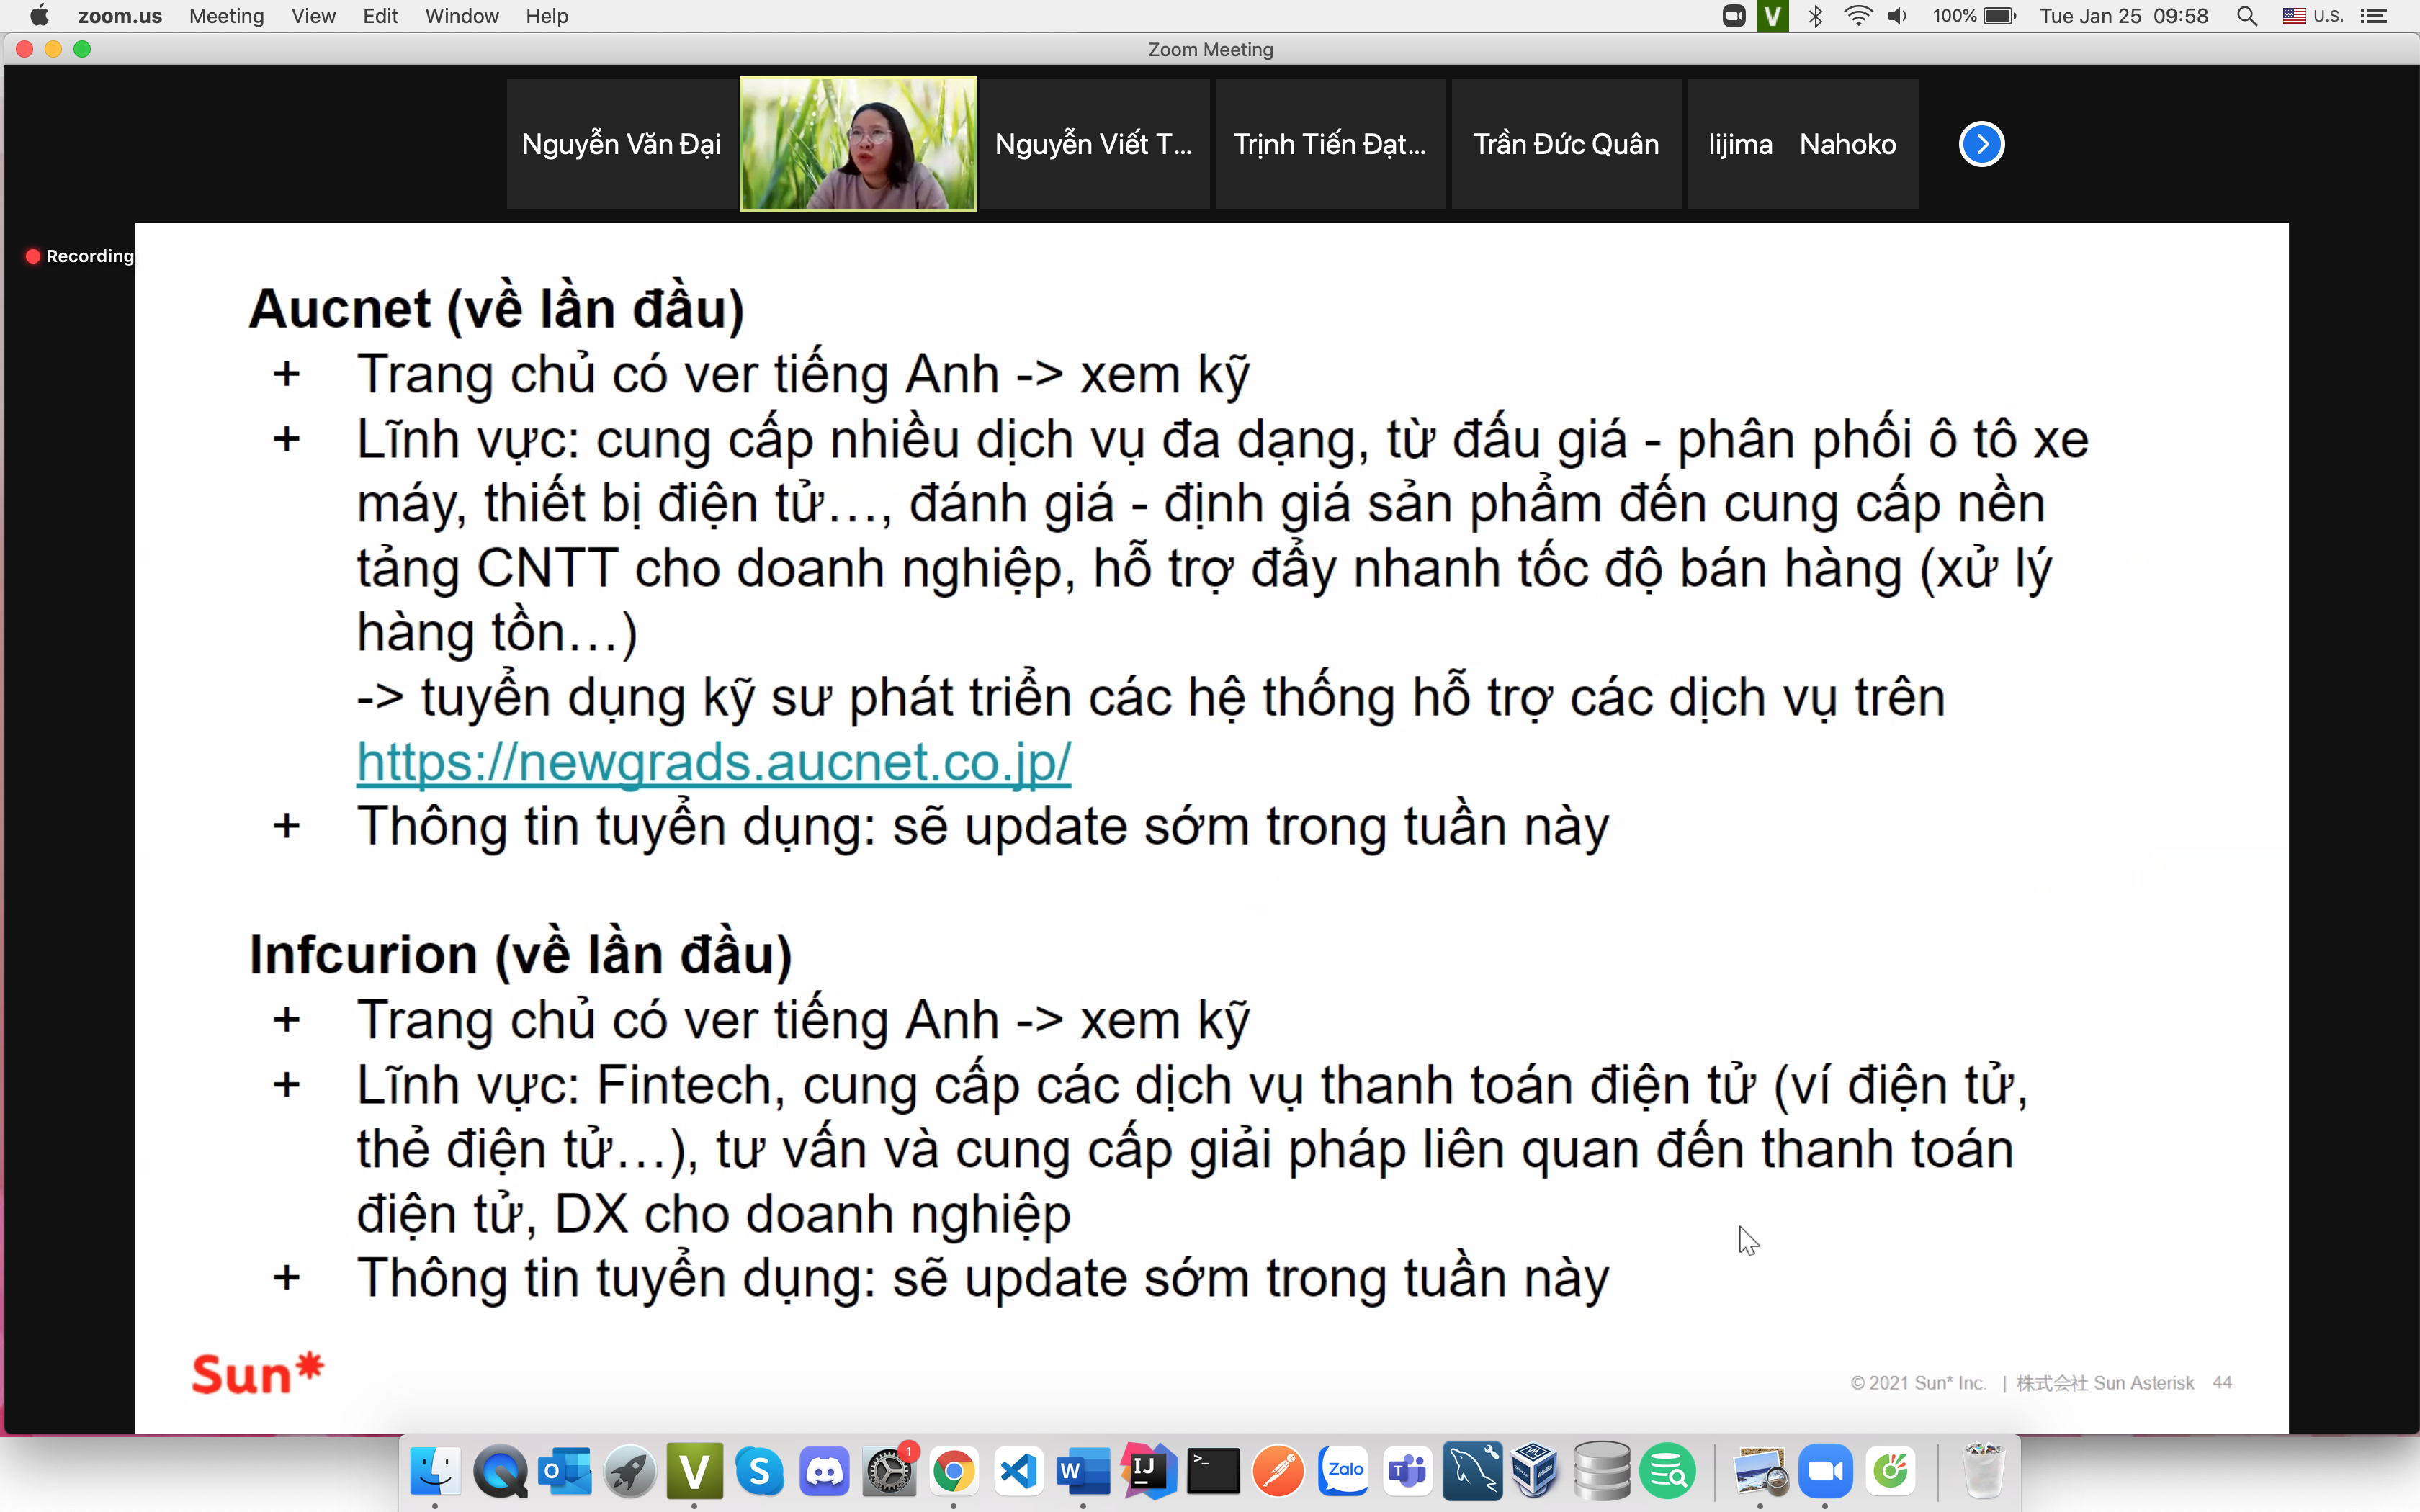 zoom.us Meeting View Edit Window Help
V 100% Tue Jan 25 09:58 U.S.
Zoom Meeting
Nguyễn Văn Đại Nguyễn Viết T... Trịnh Tiến Đạt... Trần Đức Quân Iijima Nahoko
Recording
Aucnet (về lần đầu)
+ Trang chủ có ver tiếng Anh -> xem kỹ
+ Lĩnh vực: cung cấp nhiều dịch vụ đa dạng, từ đấu giá - phân phối ô tô xe
máy, thiết bị điện tử…, đánh giá - định giá sản phẩm đến cung cấp nền
tảng CNTT cho doanh nghiệp, hỗ trợ đẩy nhanh tốc độ bán hàng (xử lý
hàng tồn…)
-> tuyển dụng kỹ sư phát triển các hệ thống hỗ trợ các dịch vụ trên
https://newgrads.aucnet.co.jp/
+ Thông tin tuyển dụng: sẽ update sớm trong tuần này
Infcurion (về lần đầu)
+ Trang chủ có ver tiếng Anh -> xem kỹ
+ Lĩnh vực: Fintech, cung cấp các dịch vụ thanh toán điện tử (ví điện tử,
thẻ điện tử…), tư vấn và cung cấp giải pháp liên quan đến thanh toán
điện tử, DX cho doanh nghiệp
+ Thông tin tuyển dụng: sẽ update sớm trong tuần này
Sun*
© 2021 Sun* Inc. | 株式会社 Sun Asterisk 44
O V S 1 W IJ >_ Zalo T